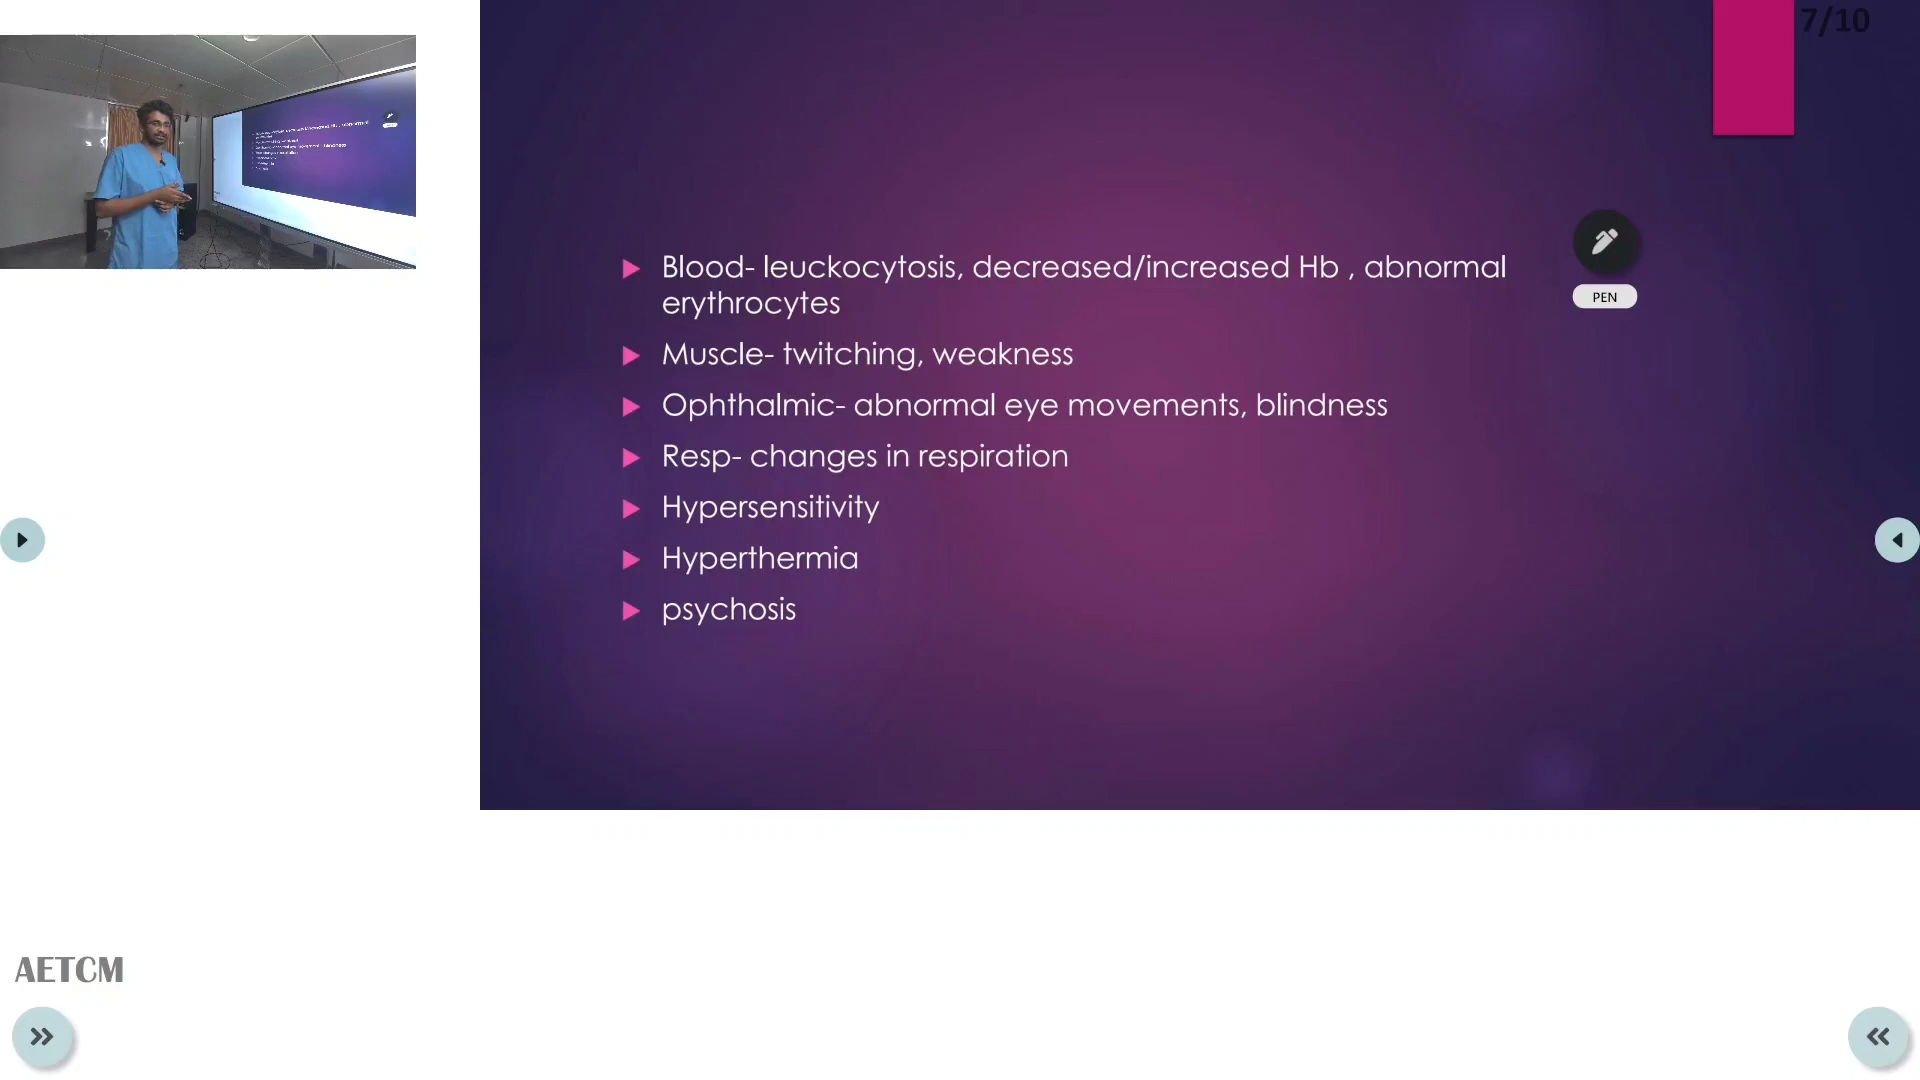 7/10
Blood- leuckocytosis, decreased/increased Hb , abnormal
erythrocytes
Muscle- twitching, weakness
Ophthalmic- abnormal eye movements, blindness
Resp- changes in respiration
Hypersensitivity
Hyperthermia
psychosis
PEN
AETCM